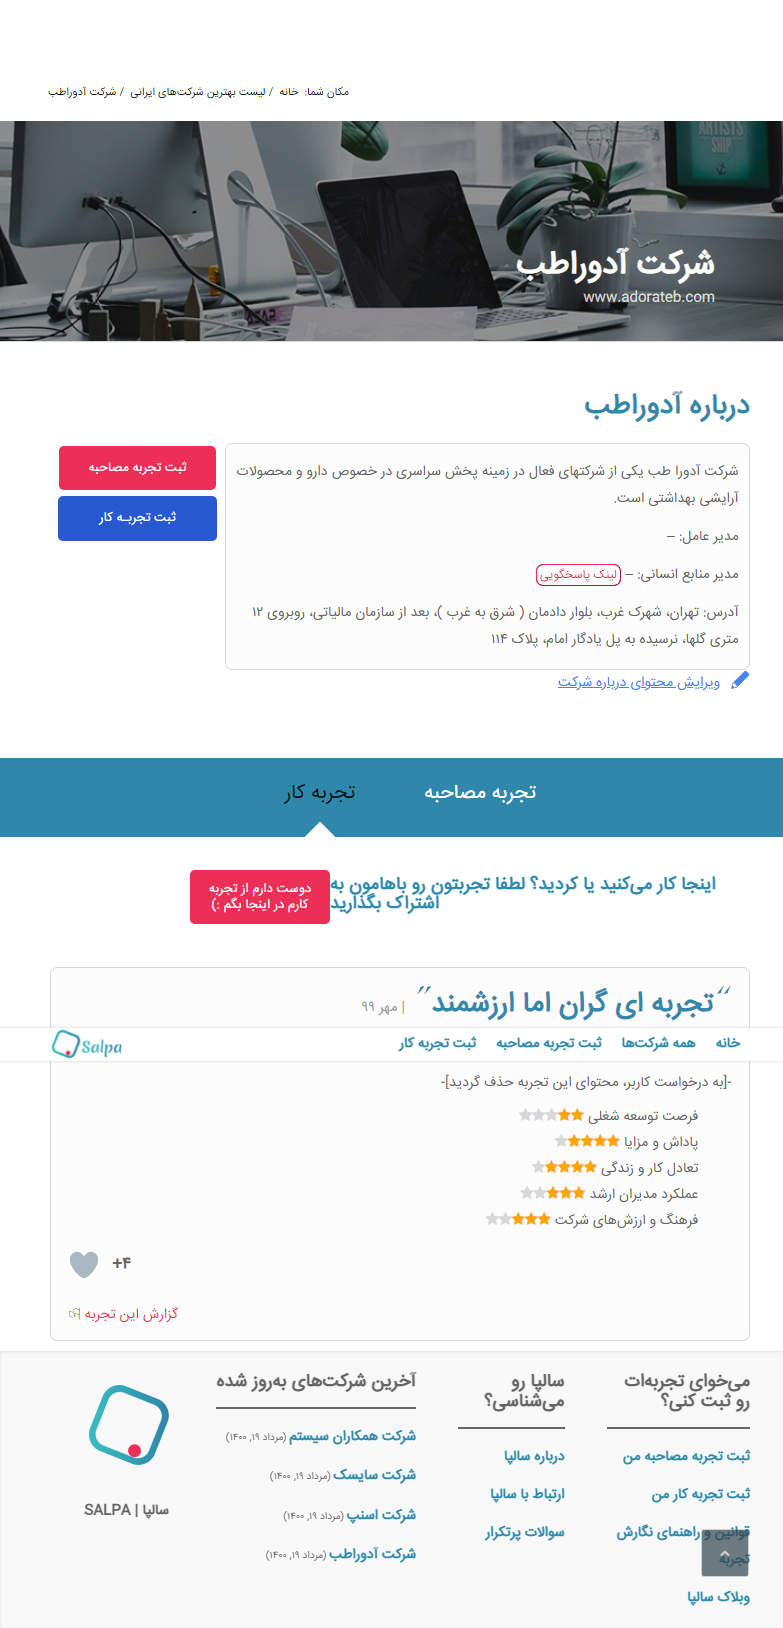 مکان شما: خانه / لیست بهترین شرکت‌های ایرانی / شرکت آدوراطب
ARTISTS
SHIP
شرکت آدوراطب
www.adorateb.com
درباره آدوراطب
شرکت آدورا طب یکی از شرکتهای فعال در زمینه پخش سراسری در خصوص دارو و محصولات
آرایشی بهداشتی است.
مدیر عامل: –
مدیر منابع انسانی: – لینک پاسخگویی
آدرس: تهران، شهرک غرب، بلوار دادمان ( شرق به غرب )، بعد از سازمان مالیاتی، روبروی ۱۲
متری گلها، نرسیده به پل یادگار امام، پلاک ۱۱۴
ویرایش محتوای درباره شرکت
ثبت تجربه مصاحبه
ثبت تجربـه کار
تجربه مصاحبه
تجربه کار
اینجا کار می‌کنید یا کردید؟ لطفا تجربتون رو باهامون به
اشتراک بگذارید
دوست دارم از تجربه
کارم در اینجا بگم :)
“تجربه ای گران اما ارزشمند” | مهر ۹۹
خانه همه شرکت‌ها ثبت تجربه مصاحبه ثبت تجربه کار
Salpa
-[به درخواست کاربر، محتوای این تجربه حذف گردید]-
فرصت توسعه شغلی
پاداش و مزایا
تعادل کار و زندگی
عملکرد مدیران ارشد
فرهنگ و ارزش‌های شرکت
+۴
گزارش این تجربه
می‌خوای تجربه‌ات
رو ثبت کنی؟
ثبت تجربه مصاحبه من
ثبت تجربه کار من
قوانین و راهنمای نگارش
تجربه
وبلاگ سالپا
سالپا رو
می‌شناسی؟
درباره سالپا
ارتباط با سالپا
سوالات پرتکرار
آخرین شرکت‌های به‌روز شده
شرکت همکاران سیستم (مرداد ۱۹, ۱۴۰۰)
شرکت سایسک (مرداد ۱۹, ۱۴۰۰)
شرکت اسنپ (مرداد ۱۹, ۱۴۰۰)
شرکت آدوراطب (مرداد ۱۹, ۱۴۰۰)
سالپا | SALPA